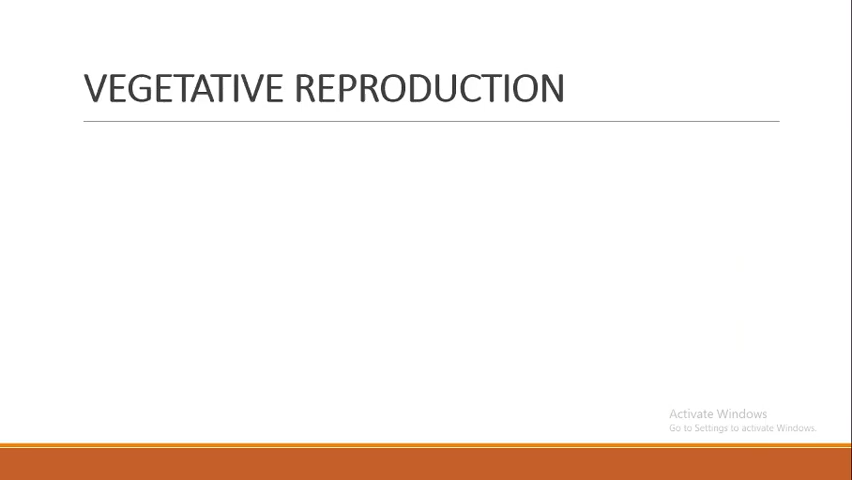 VEGETATIVE REPRODUCTION
Activate Windows
Go to Settings to activate Windows.